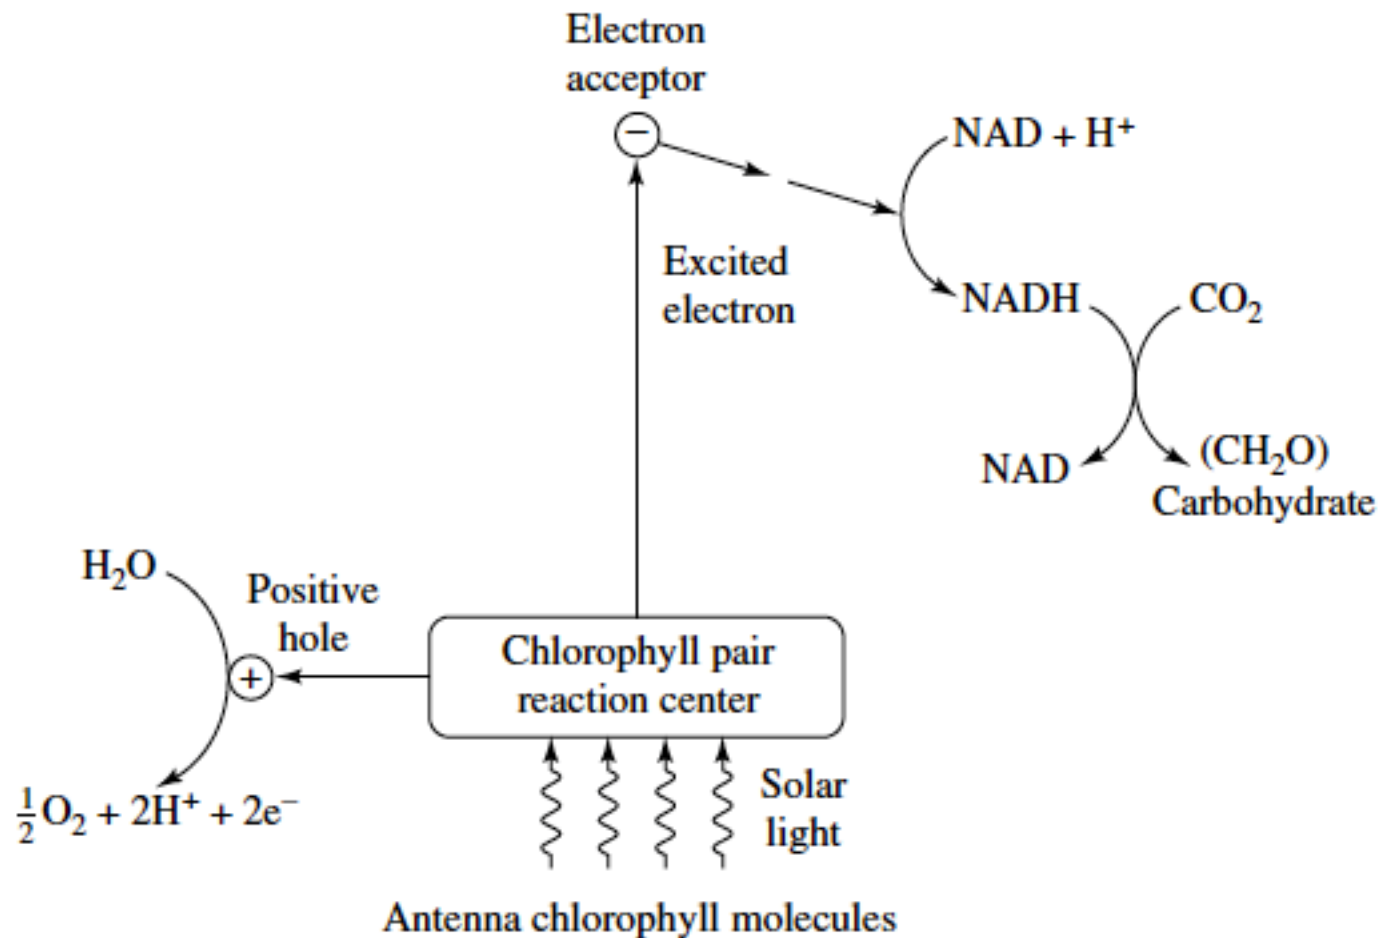 Electron
acceptor
−
NAD + H⁺
Excited
electron
NADH
CO₂
NAD
(CH₂O)
Carbohydrate
H₂O
Positive
hole
+
Chlorophyll pair
reaction center
½O₂ + 2H⁺ + 2e⁻
Solar
light
Antenna chlorophyll molecules